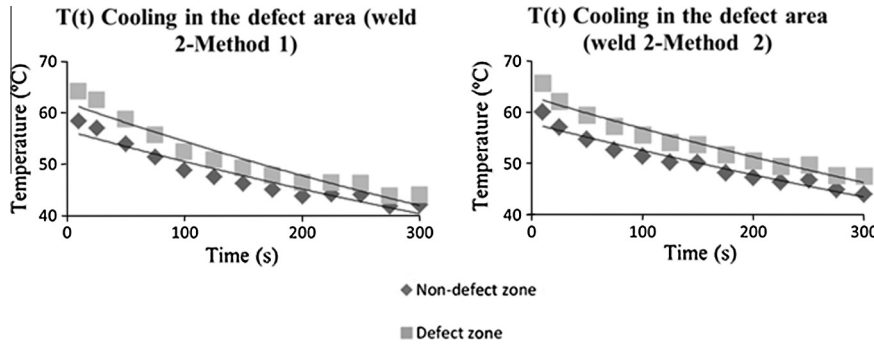 T(t) Cooling in the defect area (weld
2-Method 1)
Temperature (ºC)
70
60
50
40
0
100
200
300
Time (s)
T(t) Cooling in the defect area
(weld 2-Method 2)
Temperature (ºC)
70
60
50
40
0
100
200
300
Time (s)
Non-defect zone
Defect zone